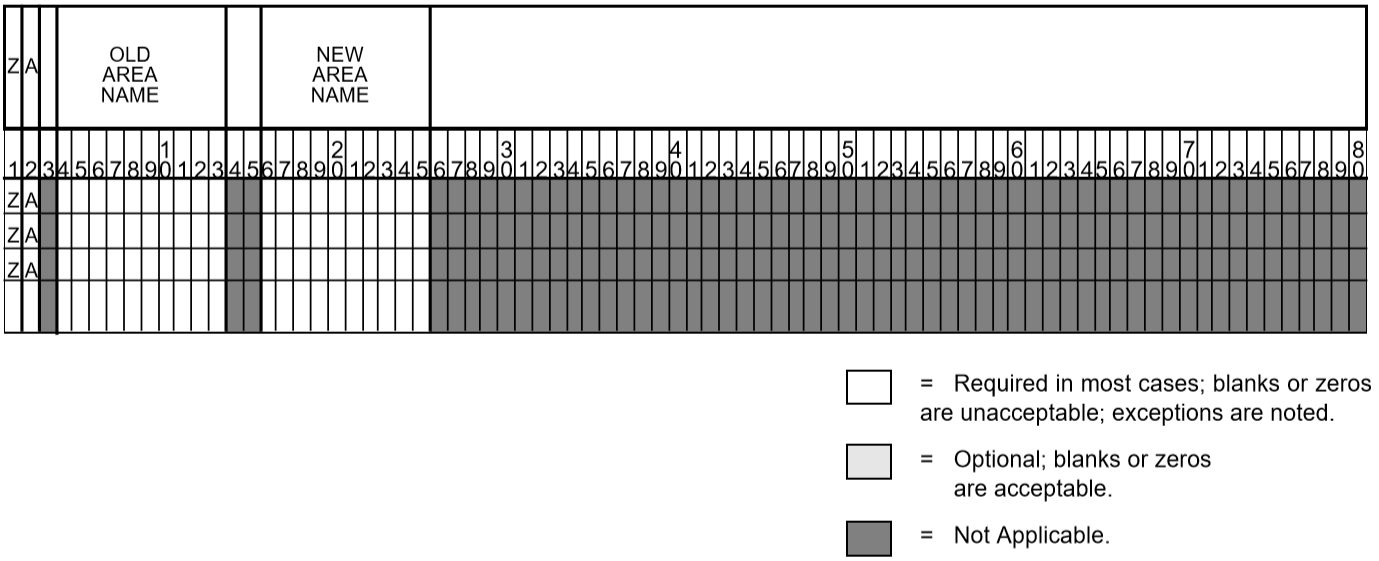 Z A OLD AREA NAME NEW AREA NAME
1 2 3 4 5 6
1 2 3 4 5 6 7 8 9 0 1 2 3 4 5 6 7 8 9 0 1 2 3 4 5 6 7 8 9 0 1 2 3 4 5 6 7 8 9 0 1 2 3 4 5 6 7 8 9 0 1 2 3 4 5 6 7 8 9 0 1 2 3 4 5 6 7 8 9 0 1 2 3 4 5 6 7 8 9 0
Z A
Z A
Z A
= Required in most cases; blanks or zeros
are unacceptable; exceptions are noted.
= Optional; blanks or zeros
are acceptable.
= Not Applicable.